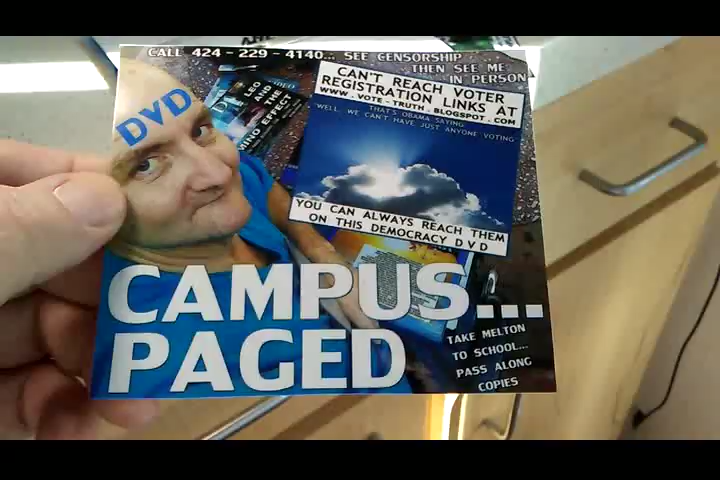 CALL 424-229-4140... SEE CENSORSHIP...
...THEN SEE ME
IN PERSON
DVD
LEO
AND
THE
MIND EFFECT
CAN'T REACH VOTER
REGISTRATION LINKS AT
WWW.VOTE-TRUTH.BLOGSPOT.COM
THAT'S OBAMA SAYING
"WELL, WE CAN'T HAVE JUST ANYONE VOTING
YOU CAN ALWAYS REACH THEM
ON THIS DEMOCRACY DVD
CAMPUS...
PAGED
TAKE MELTON
TO SCHOOL...
PASS ALONG
COPIES